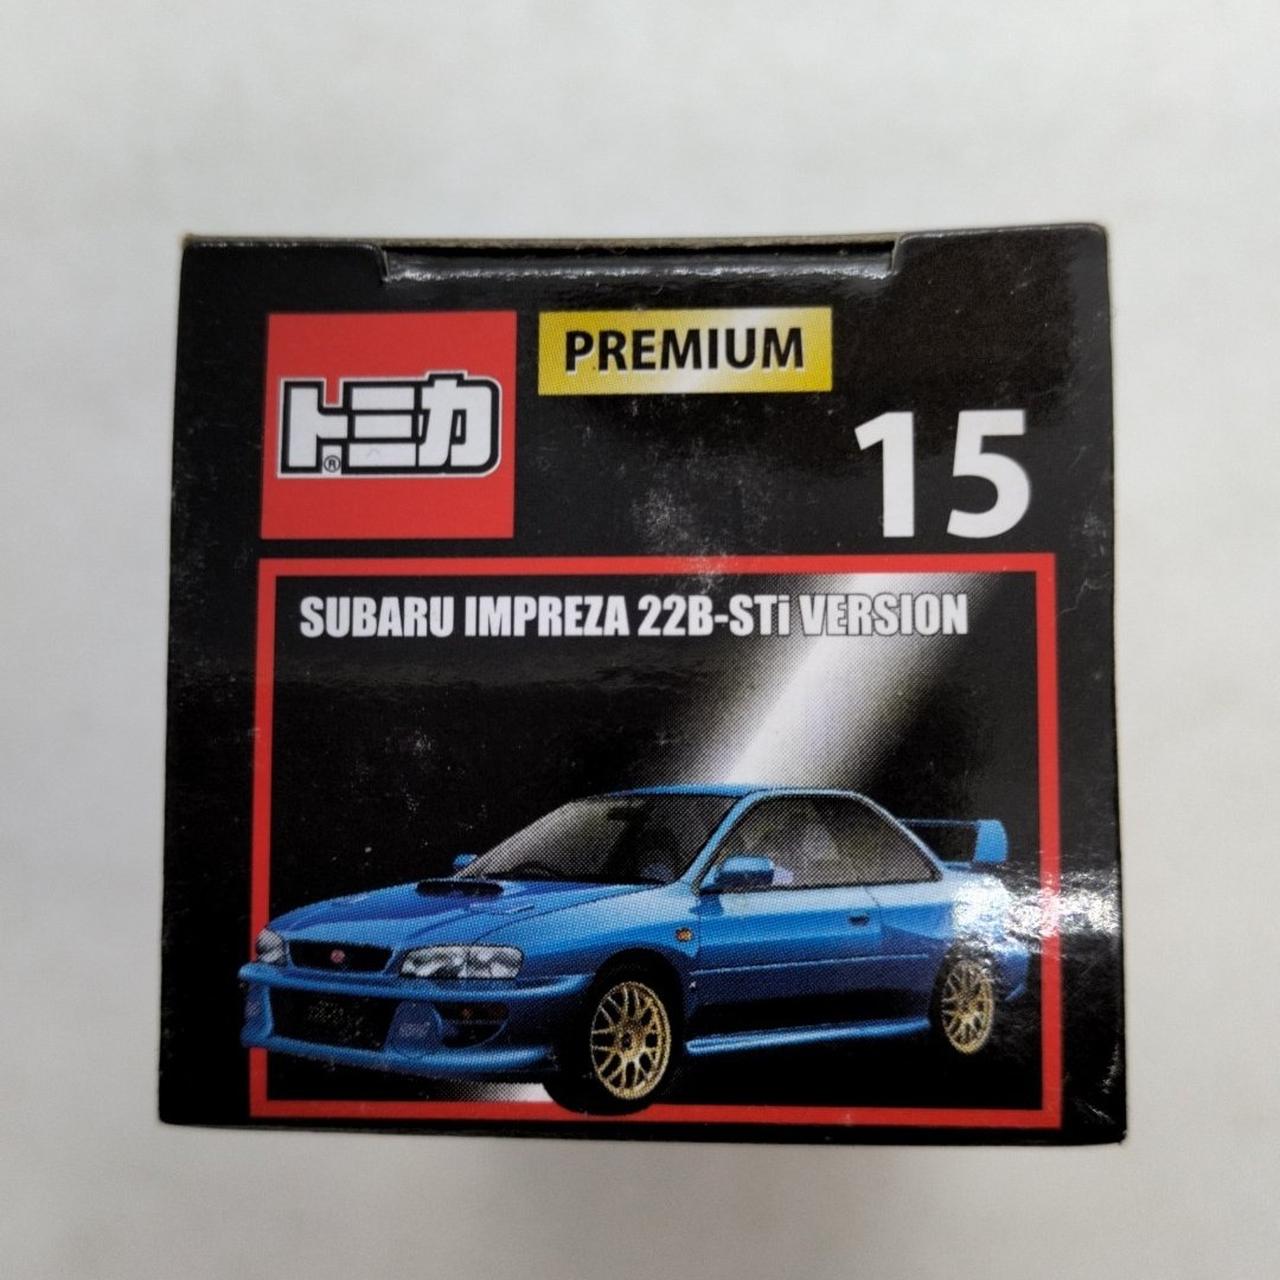 トミカ®
PREMIUM
15
SUBARU IMPREZA 22B-STi VERSION